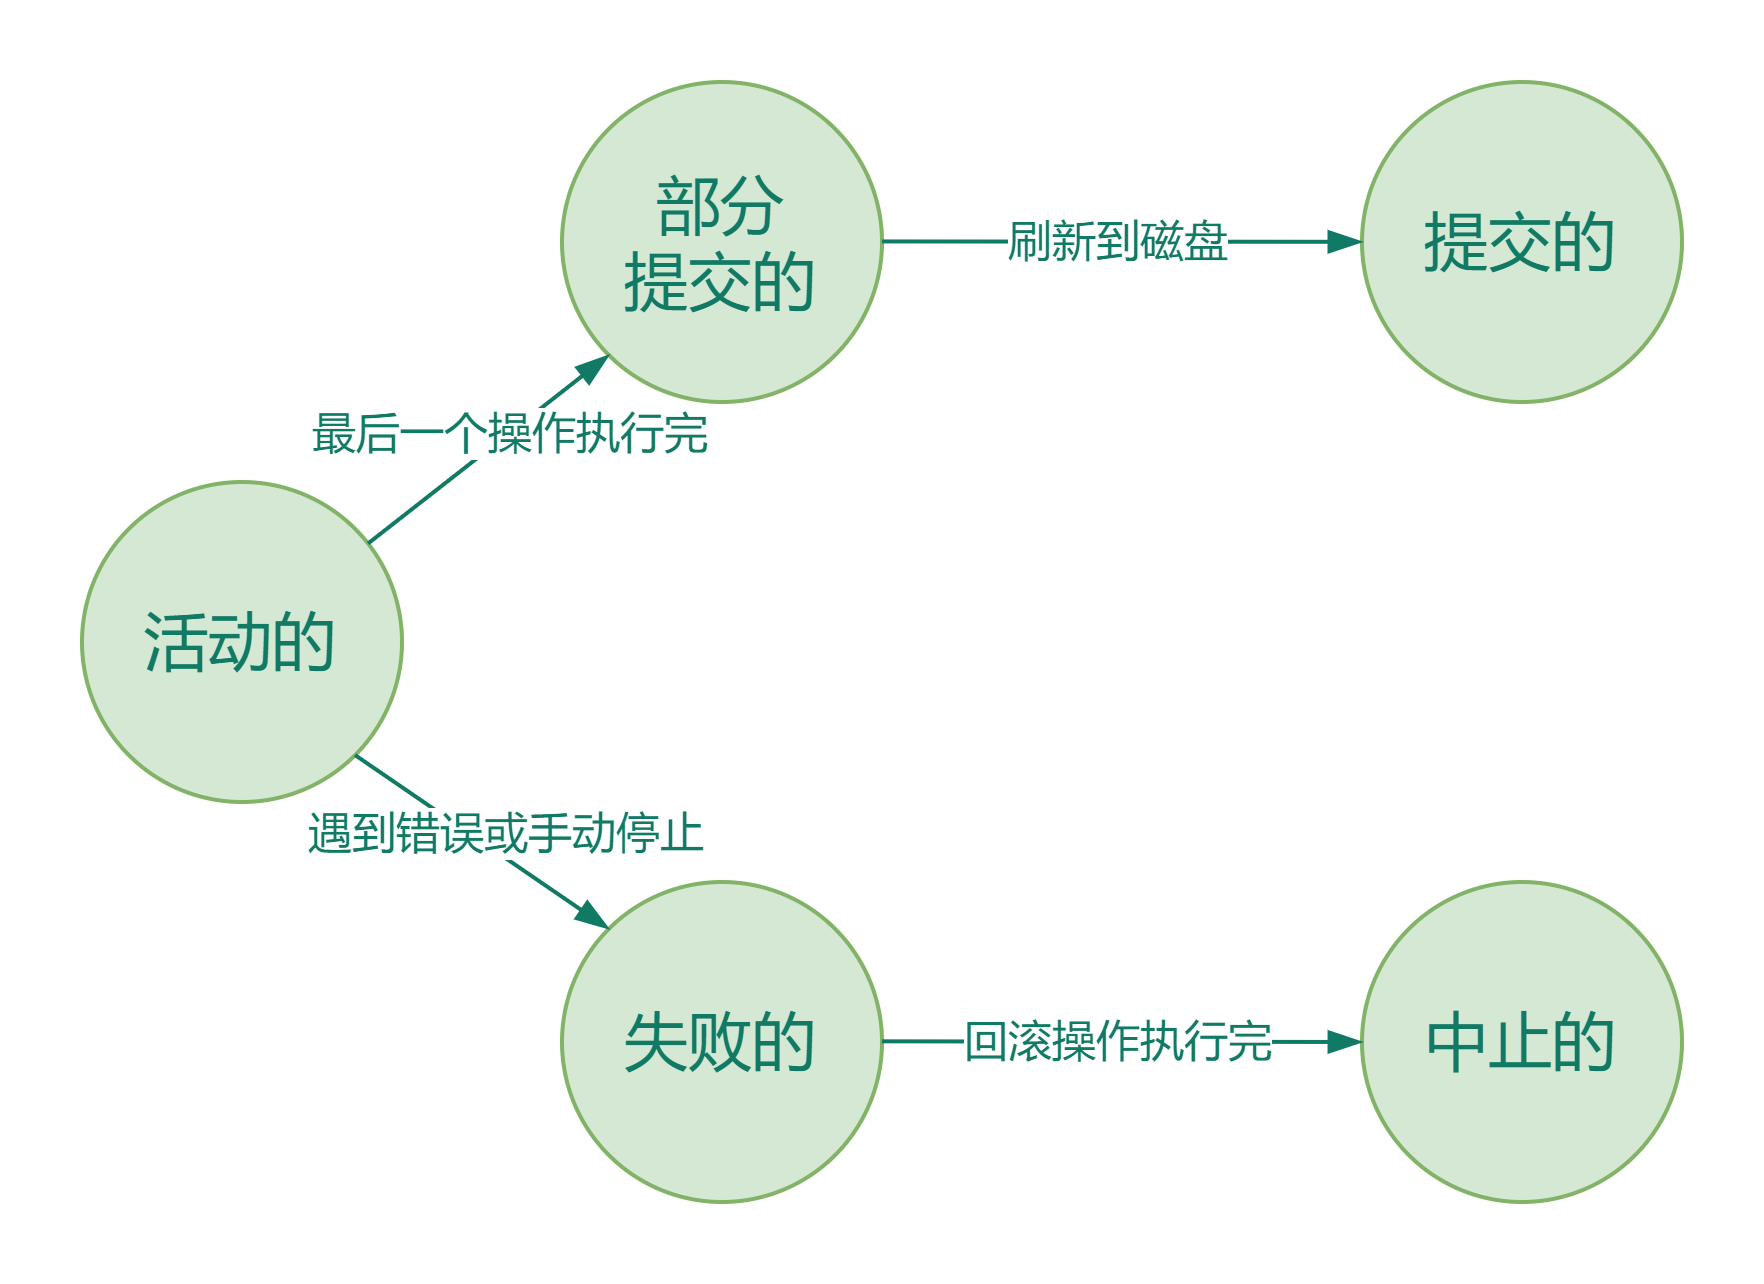 部分
提交的
刷新到磁盘
提交的
最后一个操作执行完
活动的
遇到错误或手动停止
失败的
回滚操作执行完
中止的